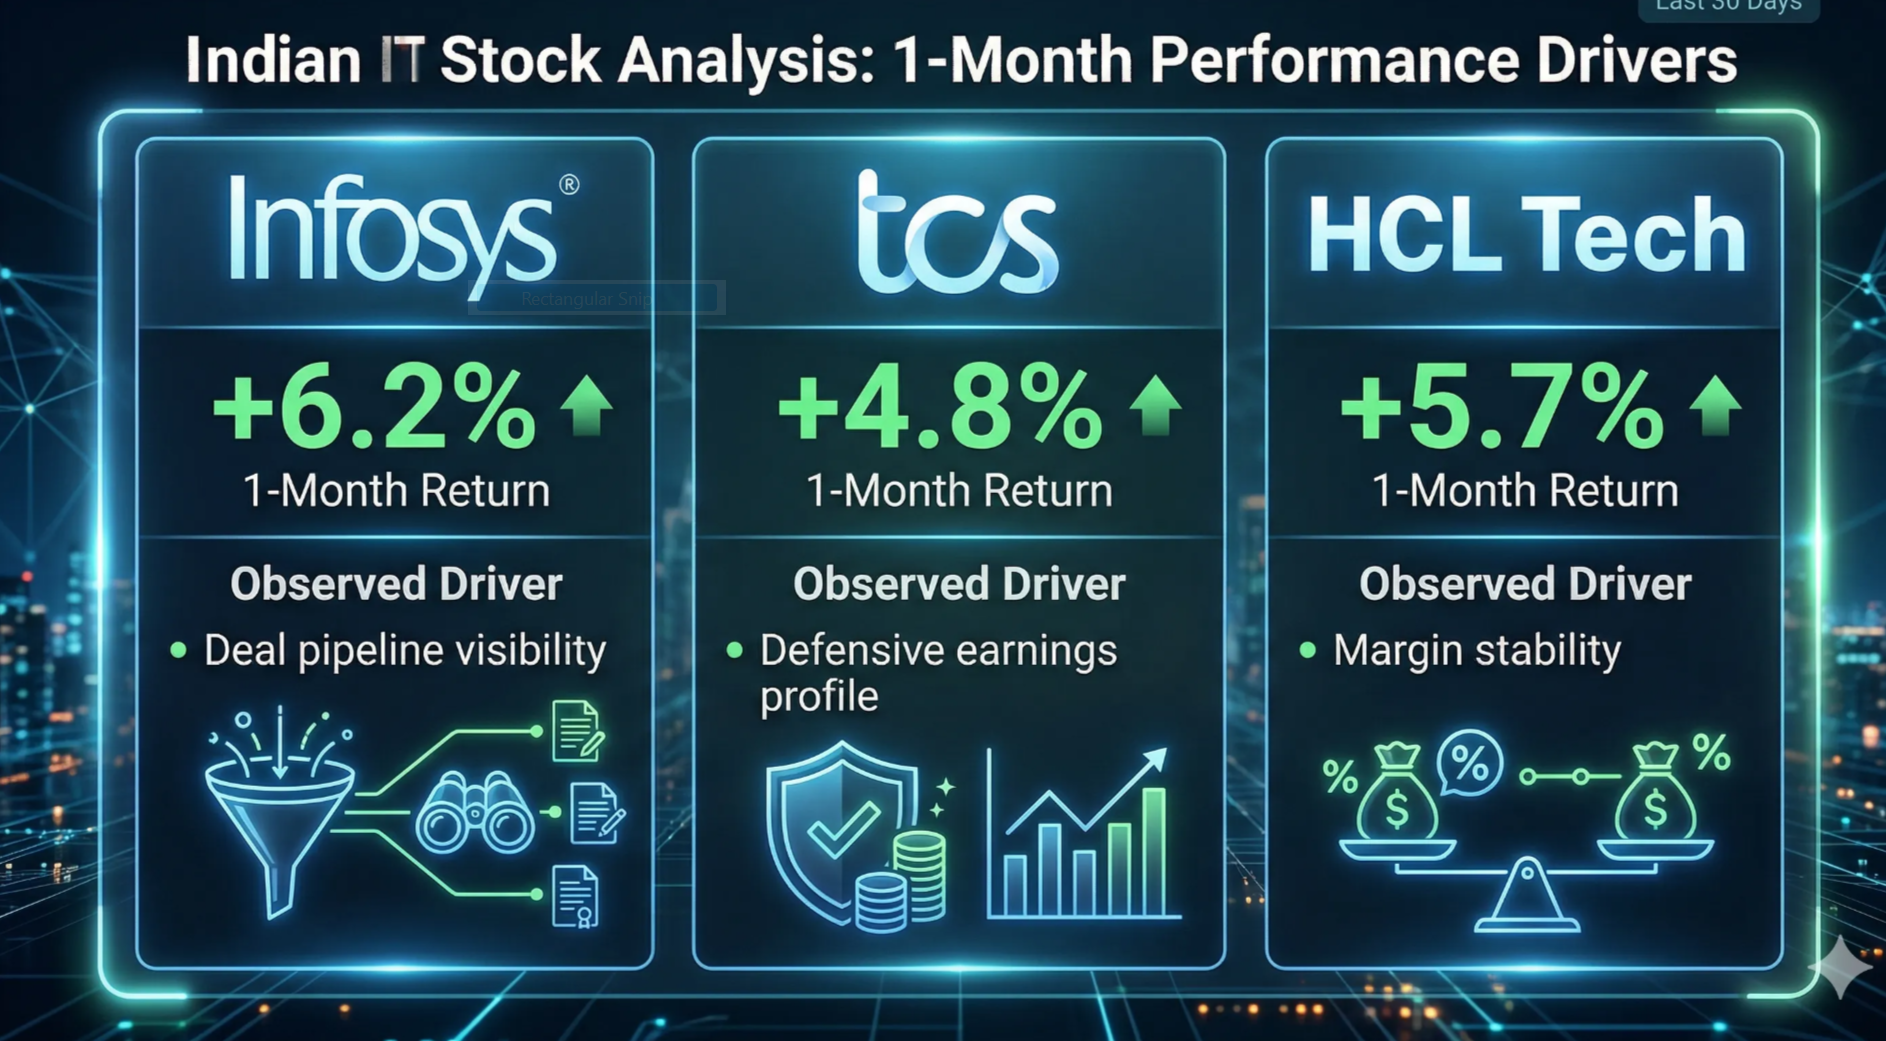 Last 30 Days
Indian IT Stock Analysis: 1-Month Performance Drivers
Infosys®
tcs
HCL Tech
Rectangular Snip
+6.2%
1-Month Return
+4.8%
1-Month Return
+5.7%
1-Month Return
Observed Driver
• Deal pipeline visibility
Observed Driver
• Defensive earnings
profile
Observed Driver
• Margin stability
%
$
%
$
%